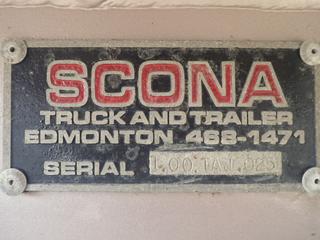 SCONA
TRUCK AND TRAILER
EDMONTON 468-1471
SERIAL